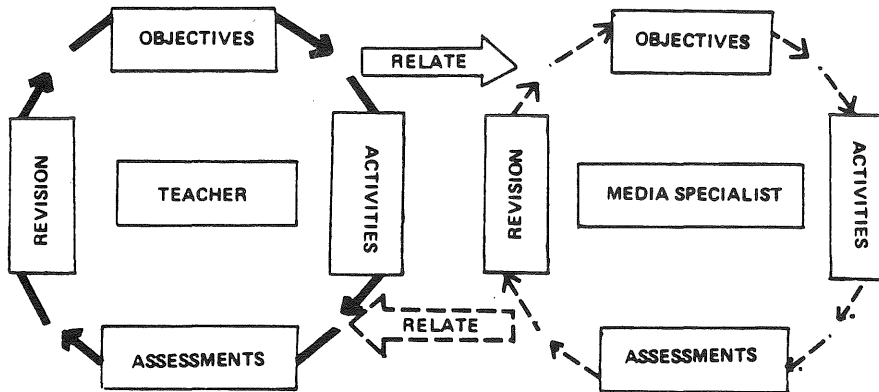 OBJECTIVES
RELATE
REVISION
TEACHER
ACTIVITIES
ASSESSMENTS
OBJECTIVES
REVISION
MEDIA SPECIALIST
ACTIVITIES
RELATE
ASSESSMENTS